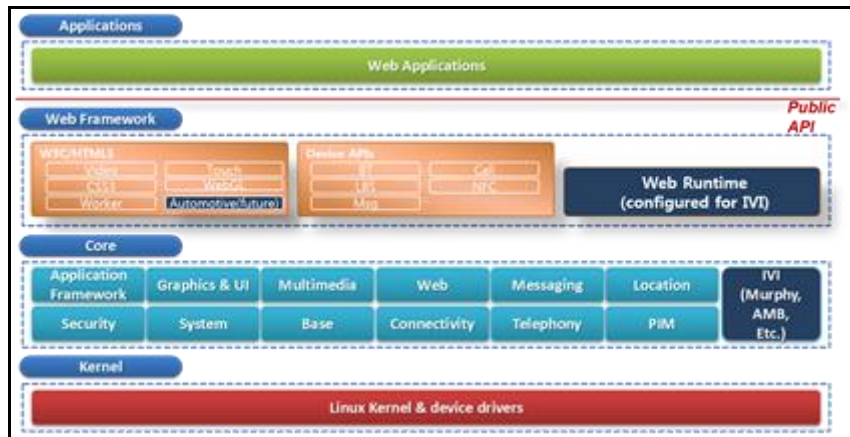 Applications
Web Applications
Public
API
Web Framework
W3C/HTML5
Video
Touch
CSS3
WebGL
Worker
Automotive(future)
Device APIs
BT
Call
LBS
NFC
Msg
Web Runtime
(configured for IVI)
Core
Application
Framework
Graphics & UI
Multimedia
Web
Messaging
Location
Security
System
Base
Connectivity
Telephony
PIM
IVI
(Murphy,
AMB,
Etc.)
Kernel
Linux Kernel & device drivers